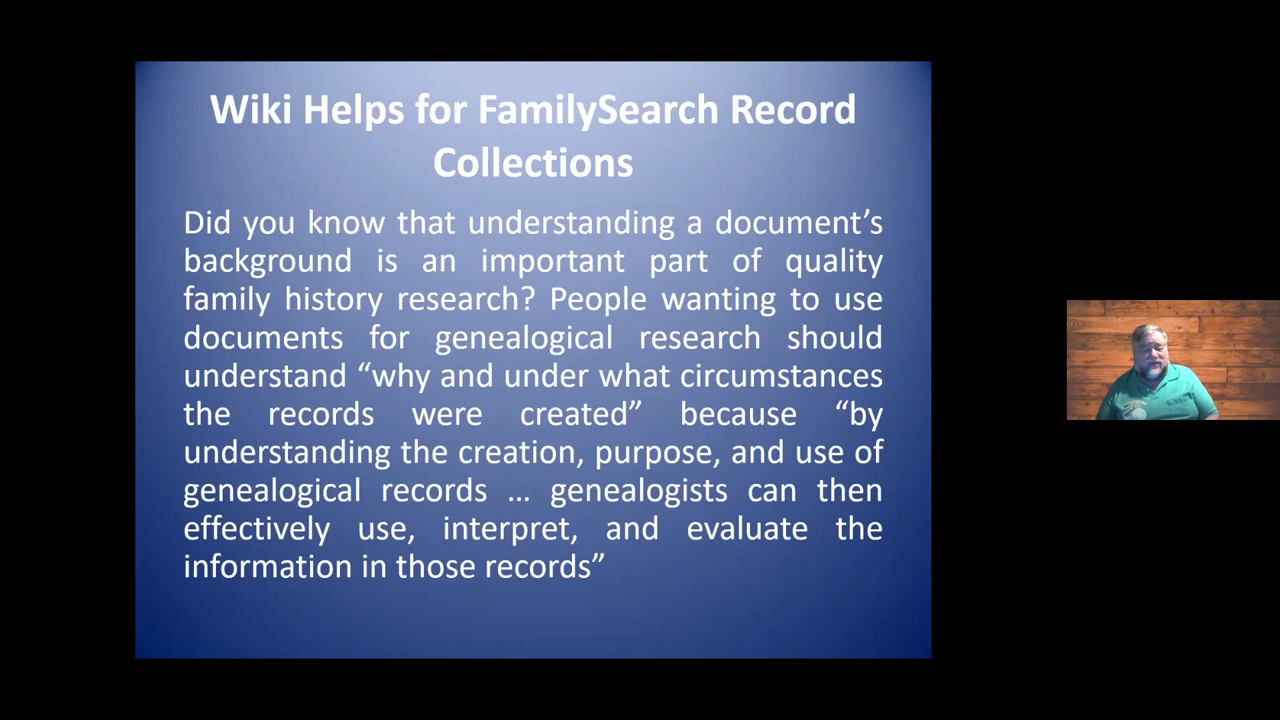 Wiki Helps for FamilySearch Record
Collections
Did you know that understanding a document’s
background is an important part of quality
family history research? People wanting to use
documents for genealogical research should
understand “why and under what circumstances
the records were created” because “by
understanding the creation, purpose, and use of
genealogical records … genealogists can then
effectively use, interpret, and evaluate the
information in those records”